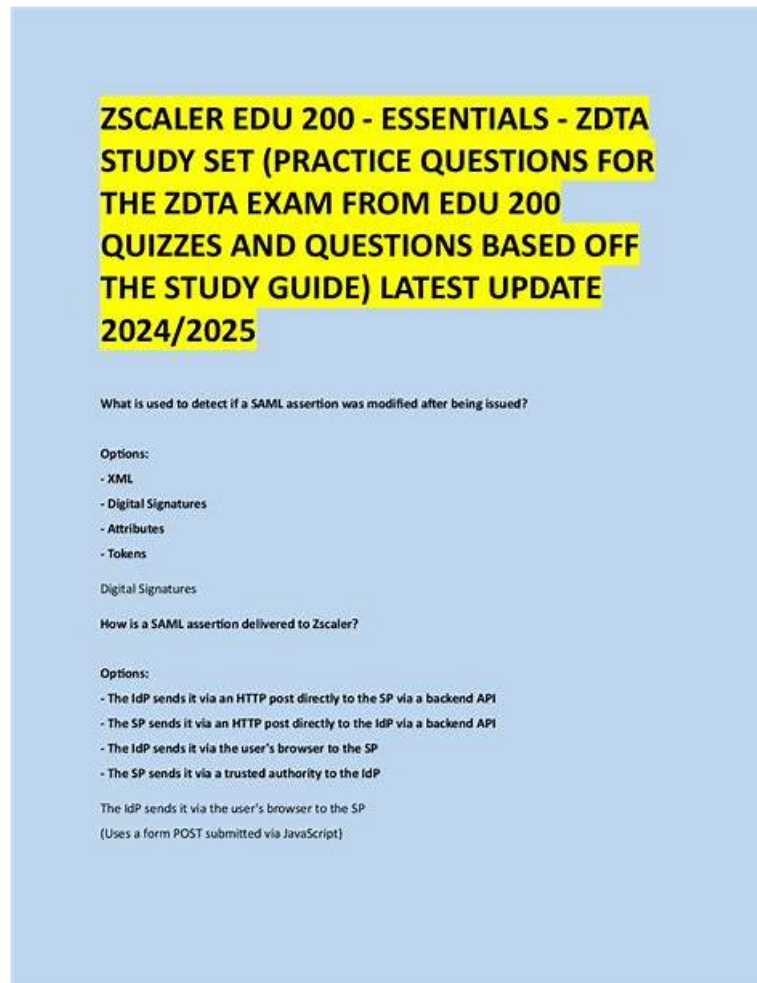 ZSCALER EDU 200 - ESSENTIALS - ZDTA
STUDY SET (PRACTICE QUESTIONS FOR
THE ZDTA EXAM FROM EDU 200
QUIZZES AND QUESTIONS BASED OFF
THE STUDY GUIDE) LATEST UPDATE
2024/2025
What is used to detect if a SAML assertion was modified after being issued?
Options:
- XML
- Digital Signatures
- Attributes
- Tokens
Digital Signatures
How is a SAML assertion delivered to Zscaler?
Options:
- The IdP sends it via an HTTP post directly to the SP via a backend API
- The SP sends it via an HTTP post directly to the IdP via a backend API
- The IdP sends it via the user's browser to the SP
- The SP sends it via a trusted authority to the IdP
The IdP sends it via the user's browser to the SP
(Uses a form POST submitted via JavaScript)